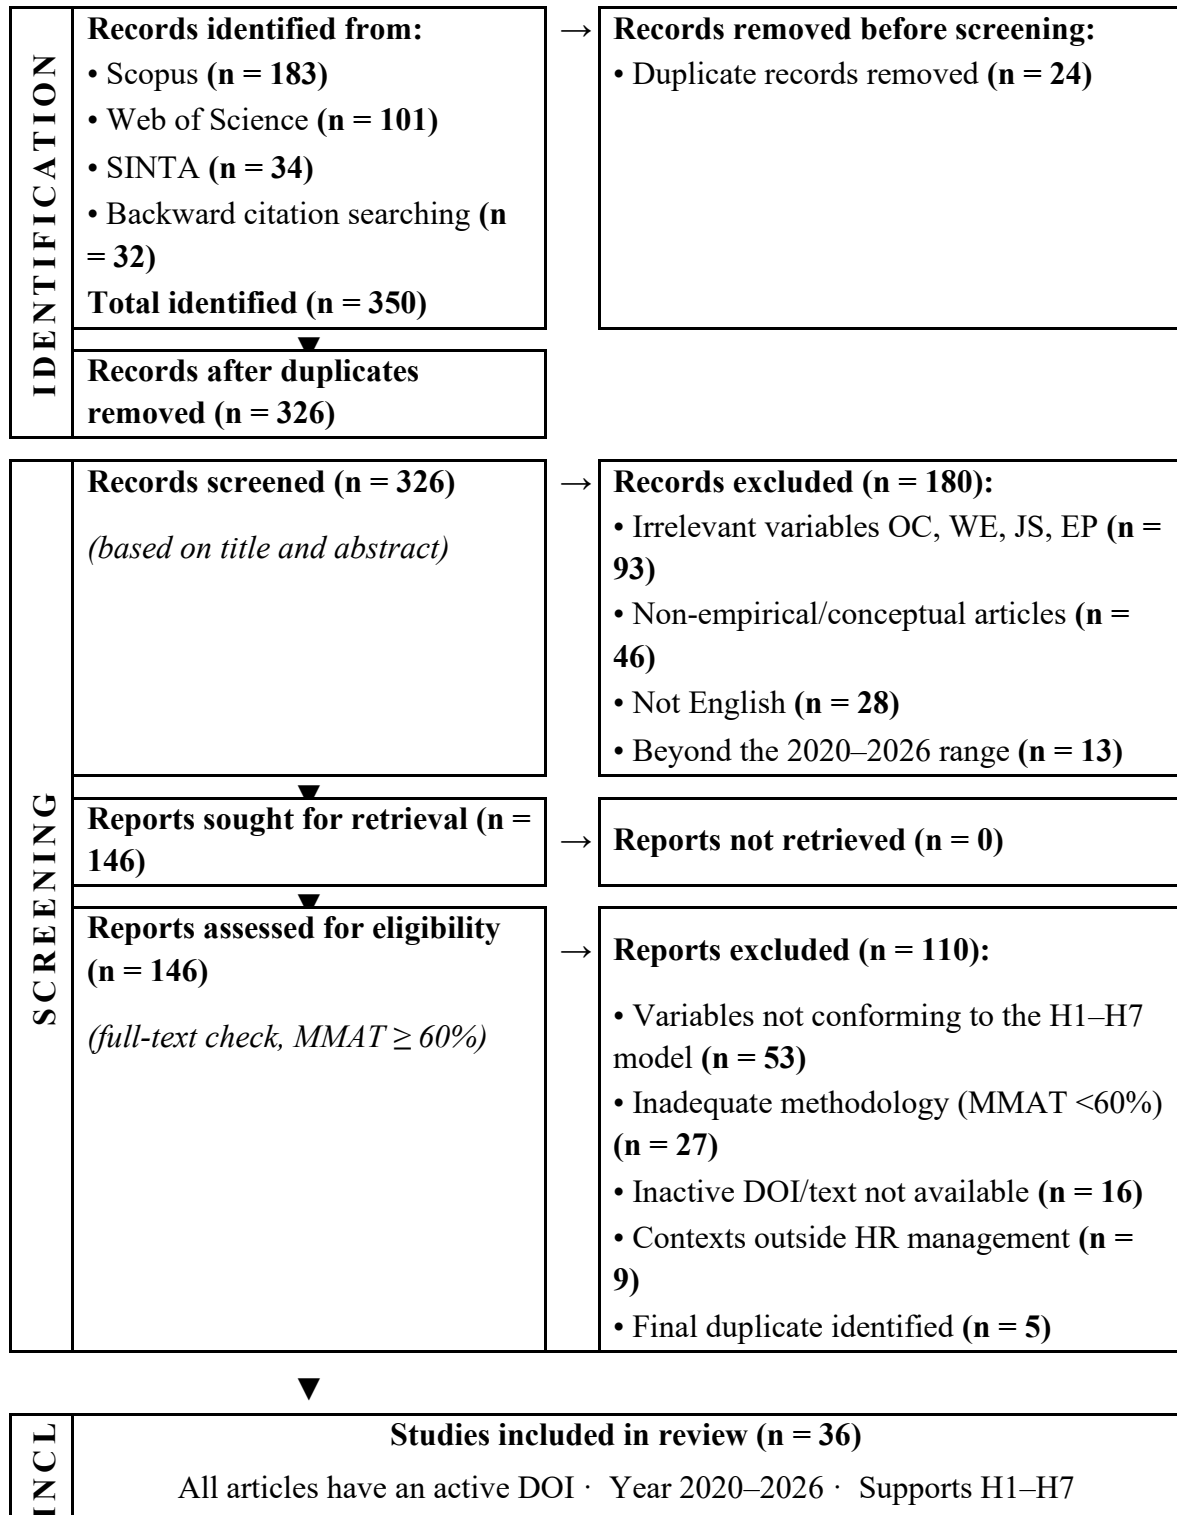 IDENTIFICATION
Records identified from:
• Scopus (n = 183)
• Web of Science (n = 101)
• SINTA (n = 34)
• Backward citation searching (n
= 32)
Total identified (n = 350)
→
Records removed before screening:
• Duplicate records removed (n = 24)
▼
Records after duplicates
removed (n = 326)
SCREENING
Records screened (n = 326)
(based on title and abstract)
→
Records excluded (n = 180):
• Irrelevant variables OC, WE, JS, EP (n =
93)
• Non-empirical/conceptual articles (n =
46)
• Not English (n = 28)
• Beyond the 2020–2026 range (n = 13)
▼
Reports sought for retrieval (n =
146)
→
Reports not retrieved (n = 0)
▼
Reports assessed for eligibility
(n = 146)
(full-text check, MMAT ≥ 60%)
→
Reports excluded (n = 110):
• Variables not conforming to the H1–H7
model (n = 53)
• Inadequate methodology (MMAT <60%)
(n = 27)
• Inactive DOI/text not available (n = 16)
• Contexts outside HR management (n =
9)
• Final duplicate identified (n = 5)
▼
INCL
Studies included in review (n = 36)
All articles have an active DOI · Year 2020–2026 · Supports H1–H7